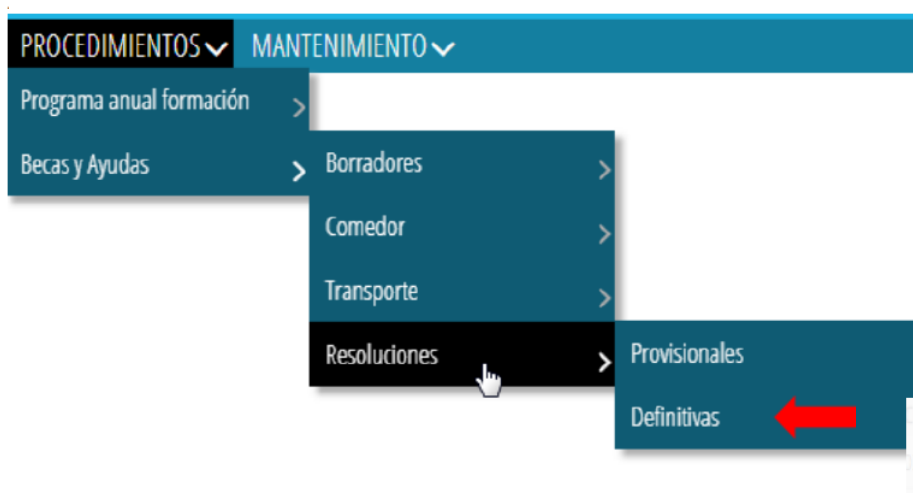 PROCEDIMIENTOS MANTENIMIENTO
Programa anual formación
Becas y Ayudas
Borradores
Comedor
Transporte
Resoluciones
Provisionales
Definitivas